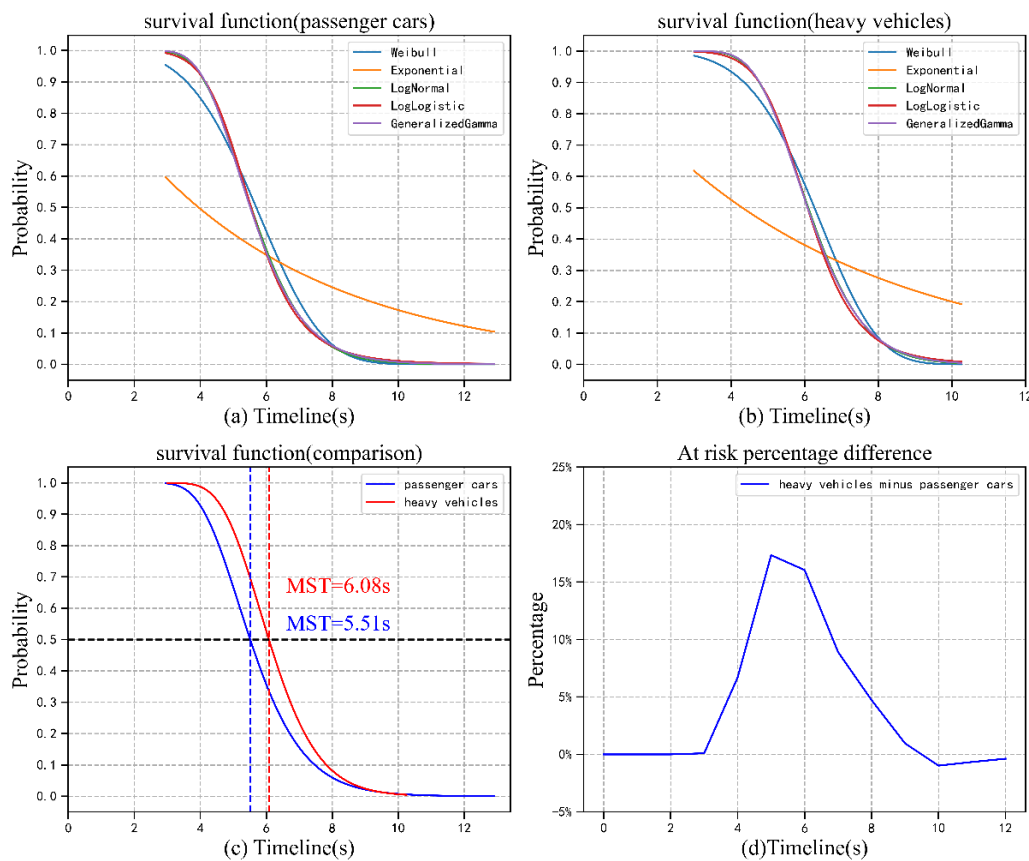 survival function(passenger cars)
1.0
0.9
0.8
0.7
0.6
0.5
0.4
0.3
0.2
0.1
0.0
Probability
Weibull
Exponential
LogNormal
LogLogistic
GeneralizedGamma
0 2 4 6 8 10 12
(a) Timeline(s)
survival function(heavy vehicles)
1.0
0.9
0.8
0.7
0.6
0.5
0.4
0.3
0.2
0.1
0.0
Probability
Weibull
Exponential
LogNormal
LogLogistic
GeneralizedGamma
0 2 4 6 8 10 12
(b) Timeline(s)
survival function(comparison)
1.0
0.9
0.8
0.7
0.6
0.5
0.4
0.3
0.2
0.1
0.0
Probability
passenger cars
heavy vehicles
MST=6.08s
MST=5.51s
0 2 4 6 8 10 12
(c) Timeline(s)
At risk percentage difference
25%
20%
15%
10%
5%
0%
-5%
Percentage
heavy vehicles minus passenger cars
0 2 4 6 8 10 12
(d)Timeline(s)